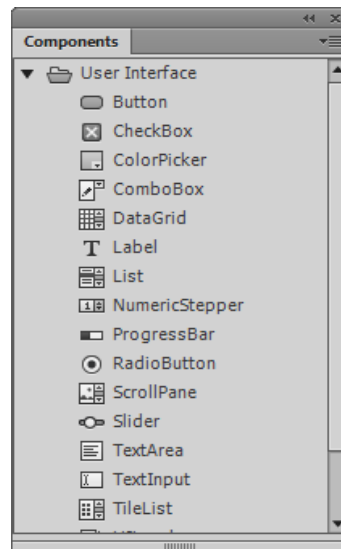 Components
User Interface
Button
CheckBox
ColorPicker
ComboBox
DataGrid
Label
List
NumericStepper
ProgressBar
RadioButton
ScrollPane
Slider
TextArea
TextInput
TileList